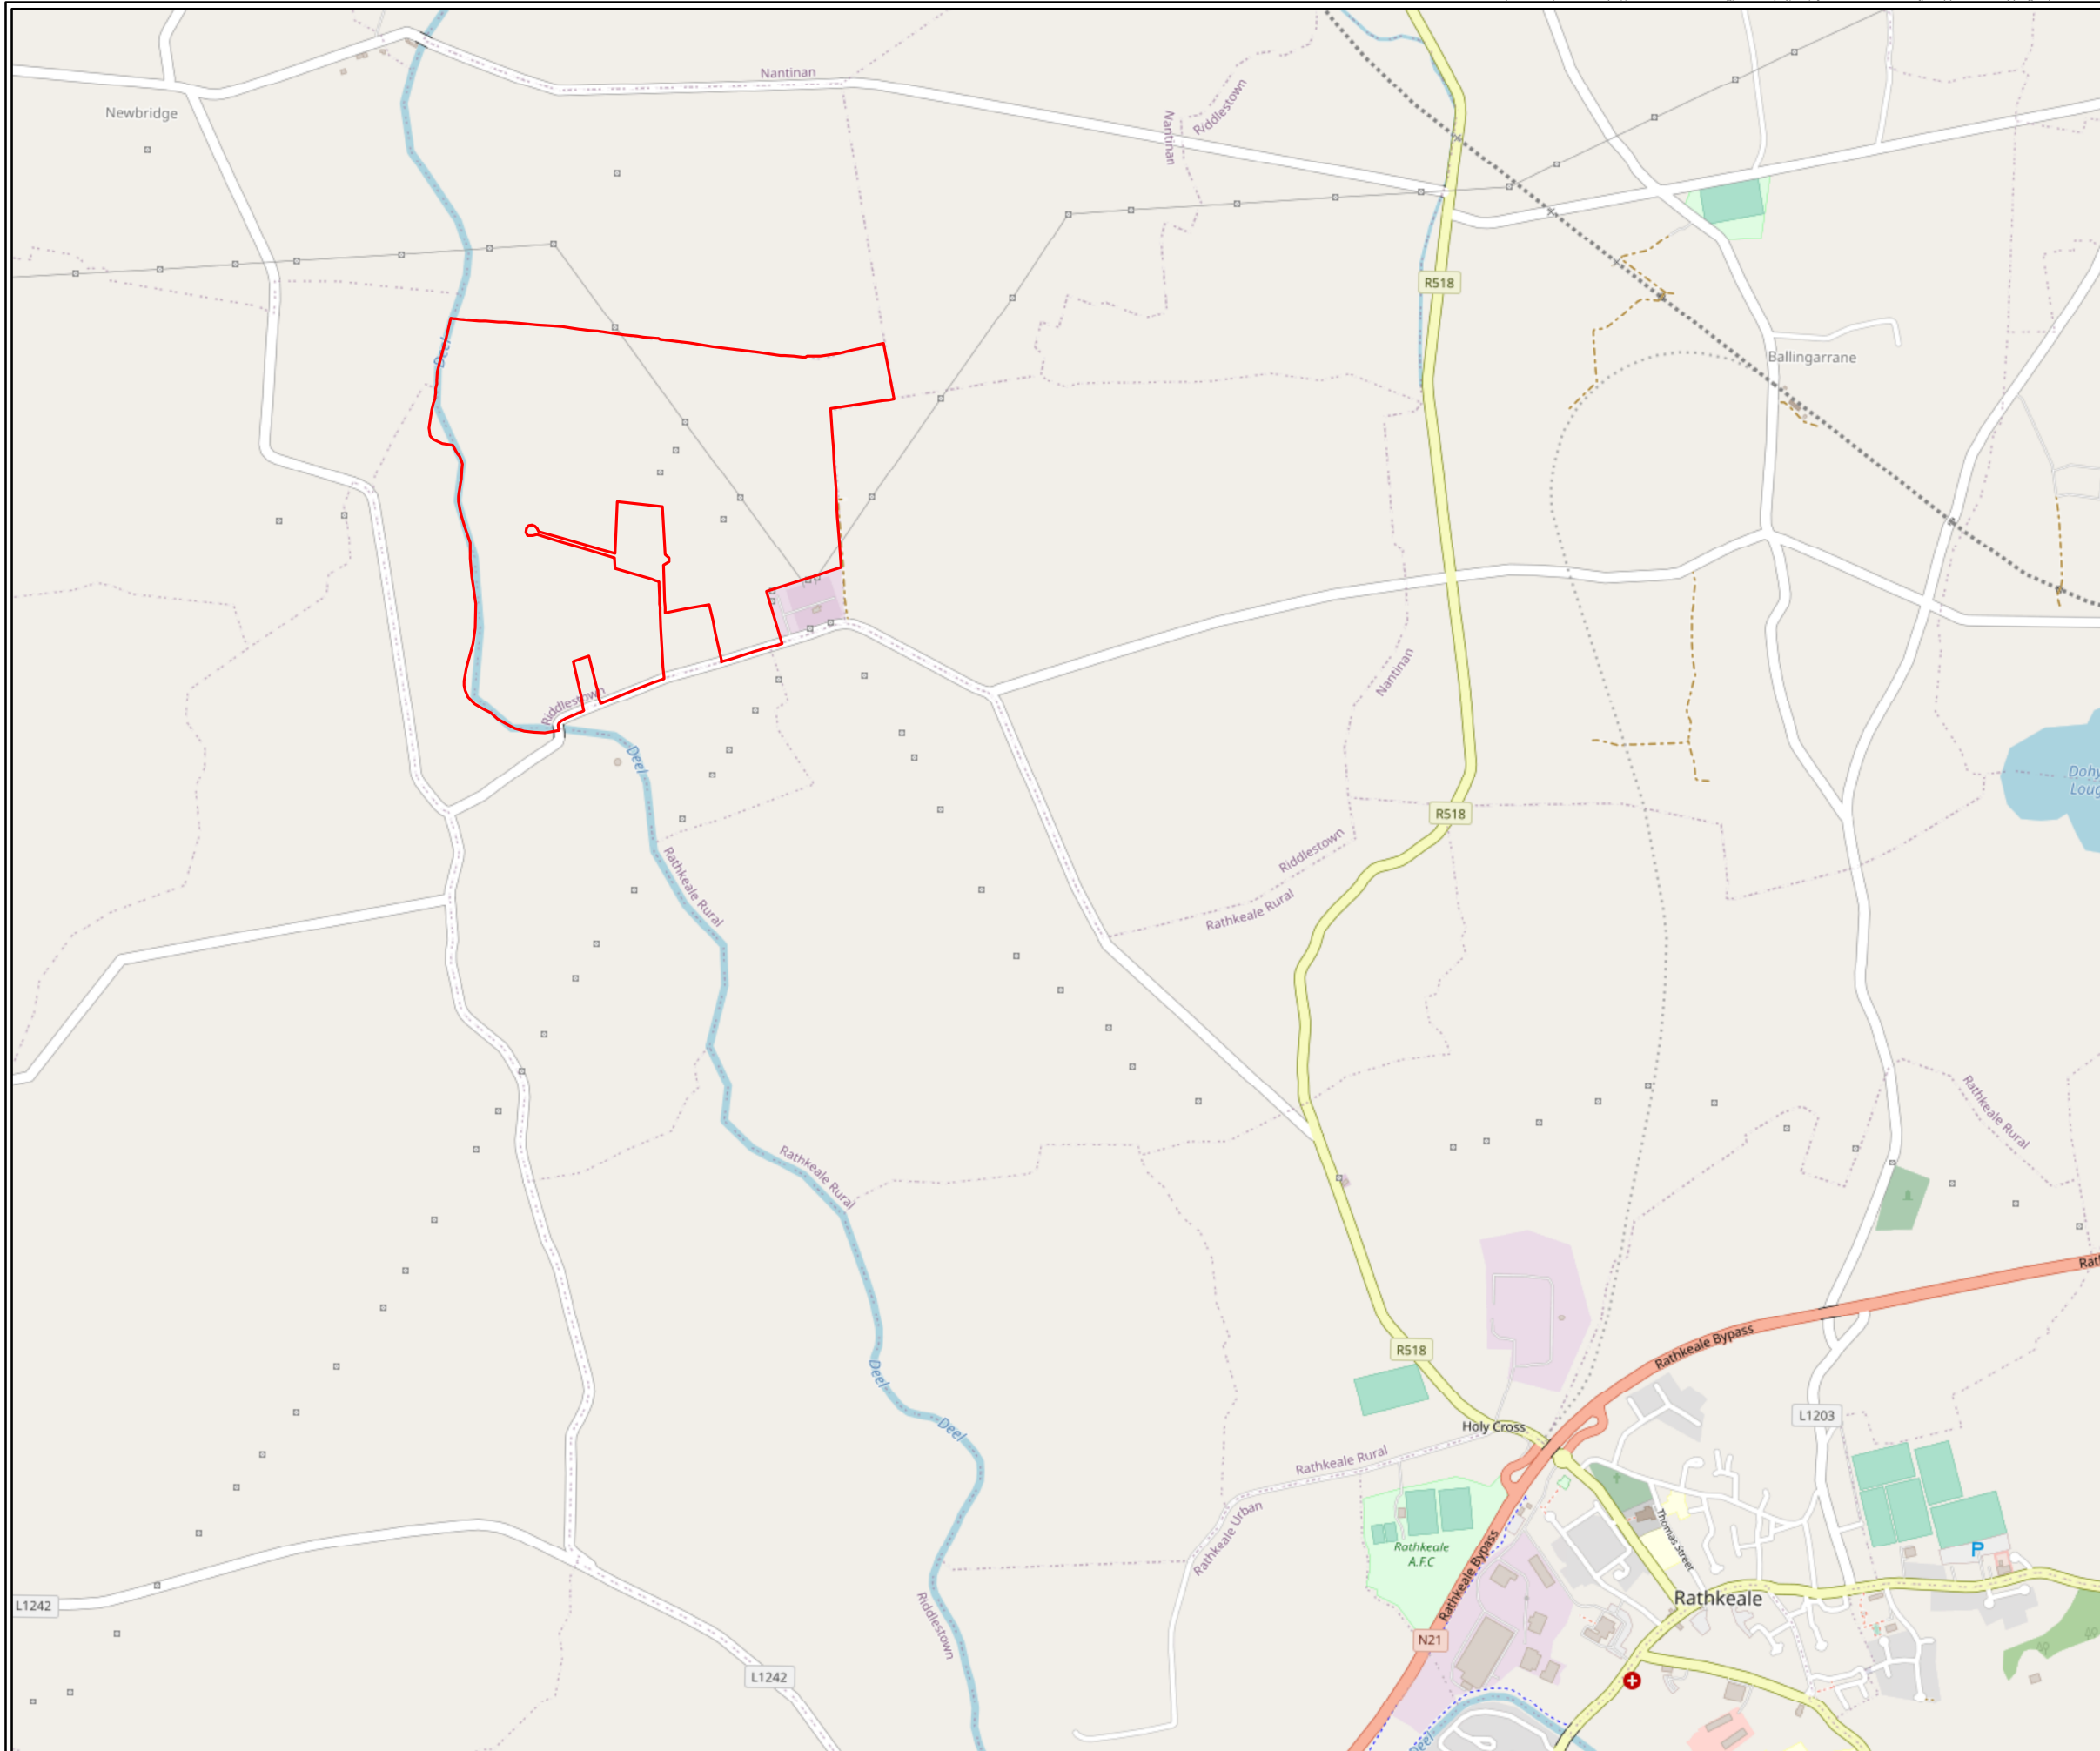 Nantinan
Newbridge
Nantinan
Riddlestown
R518
Deel
Ballingarrane
Riddlestown
Nantinan
Deel
R518
Riddlestown
Rathkeale Rural
Rathkeale Rural
Rathkeale Rural
Rathkeale Rural
Rathkeale Bypass
R518
Deel
Deel
Holy Cross
L1203
Rathkeale Rural
Rathkeale Urban
Thomas Street
Rathkeale
A.F.C
Rathkeale Bypass
P
L1242
Rathkeale
Riddlestown
N21
L1242
Deel